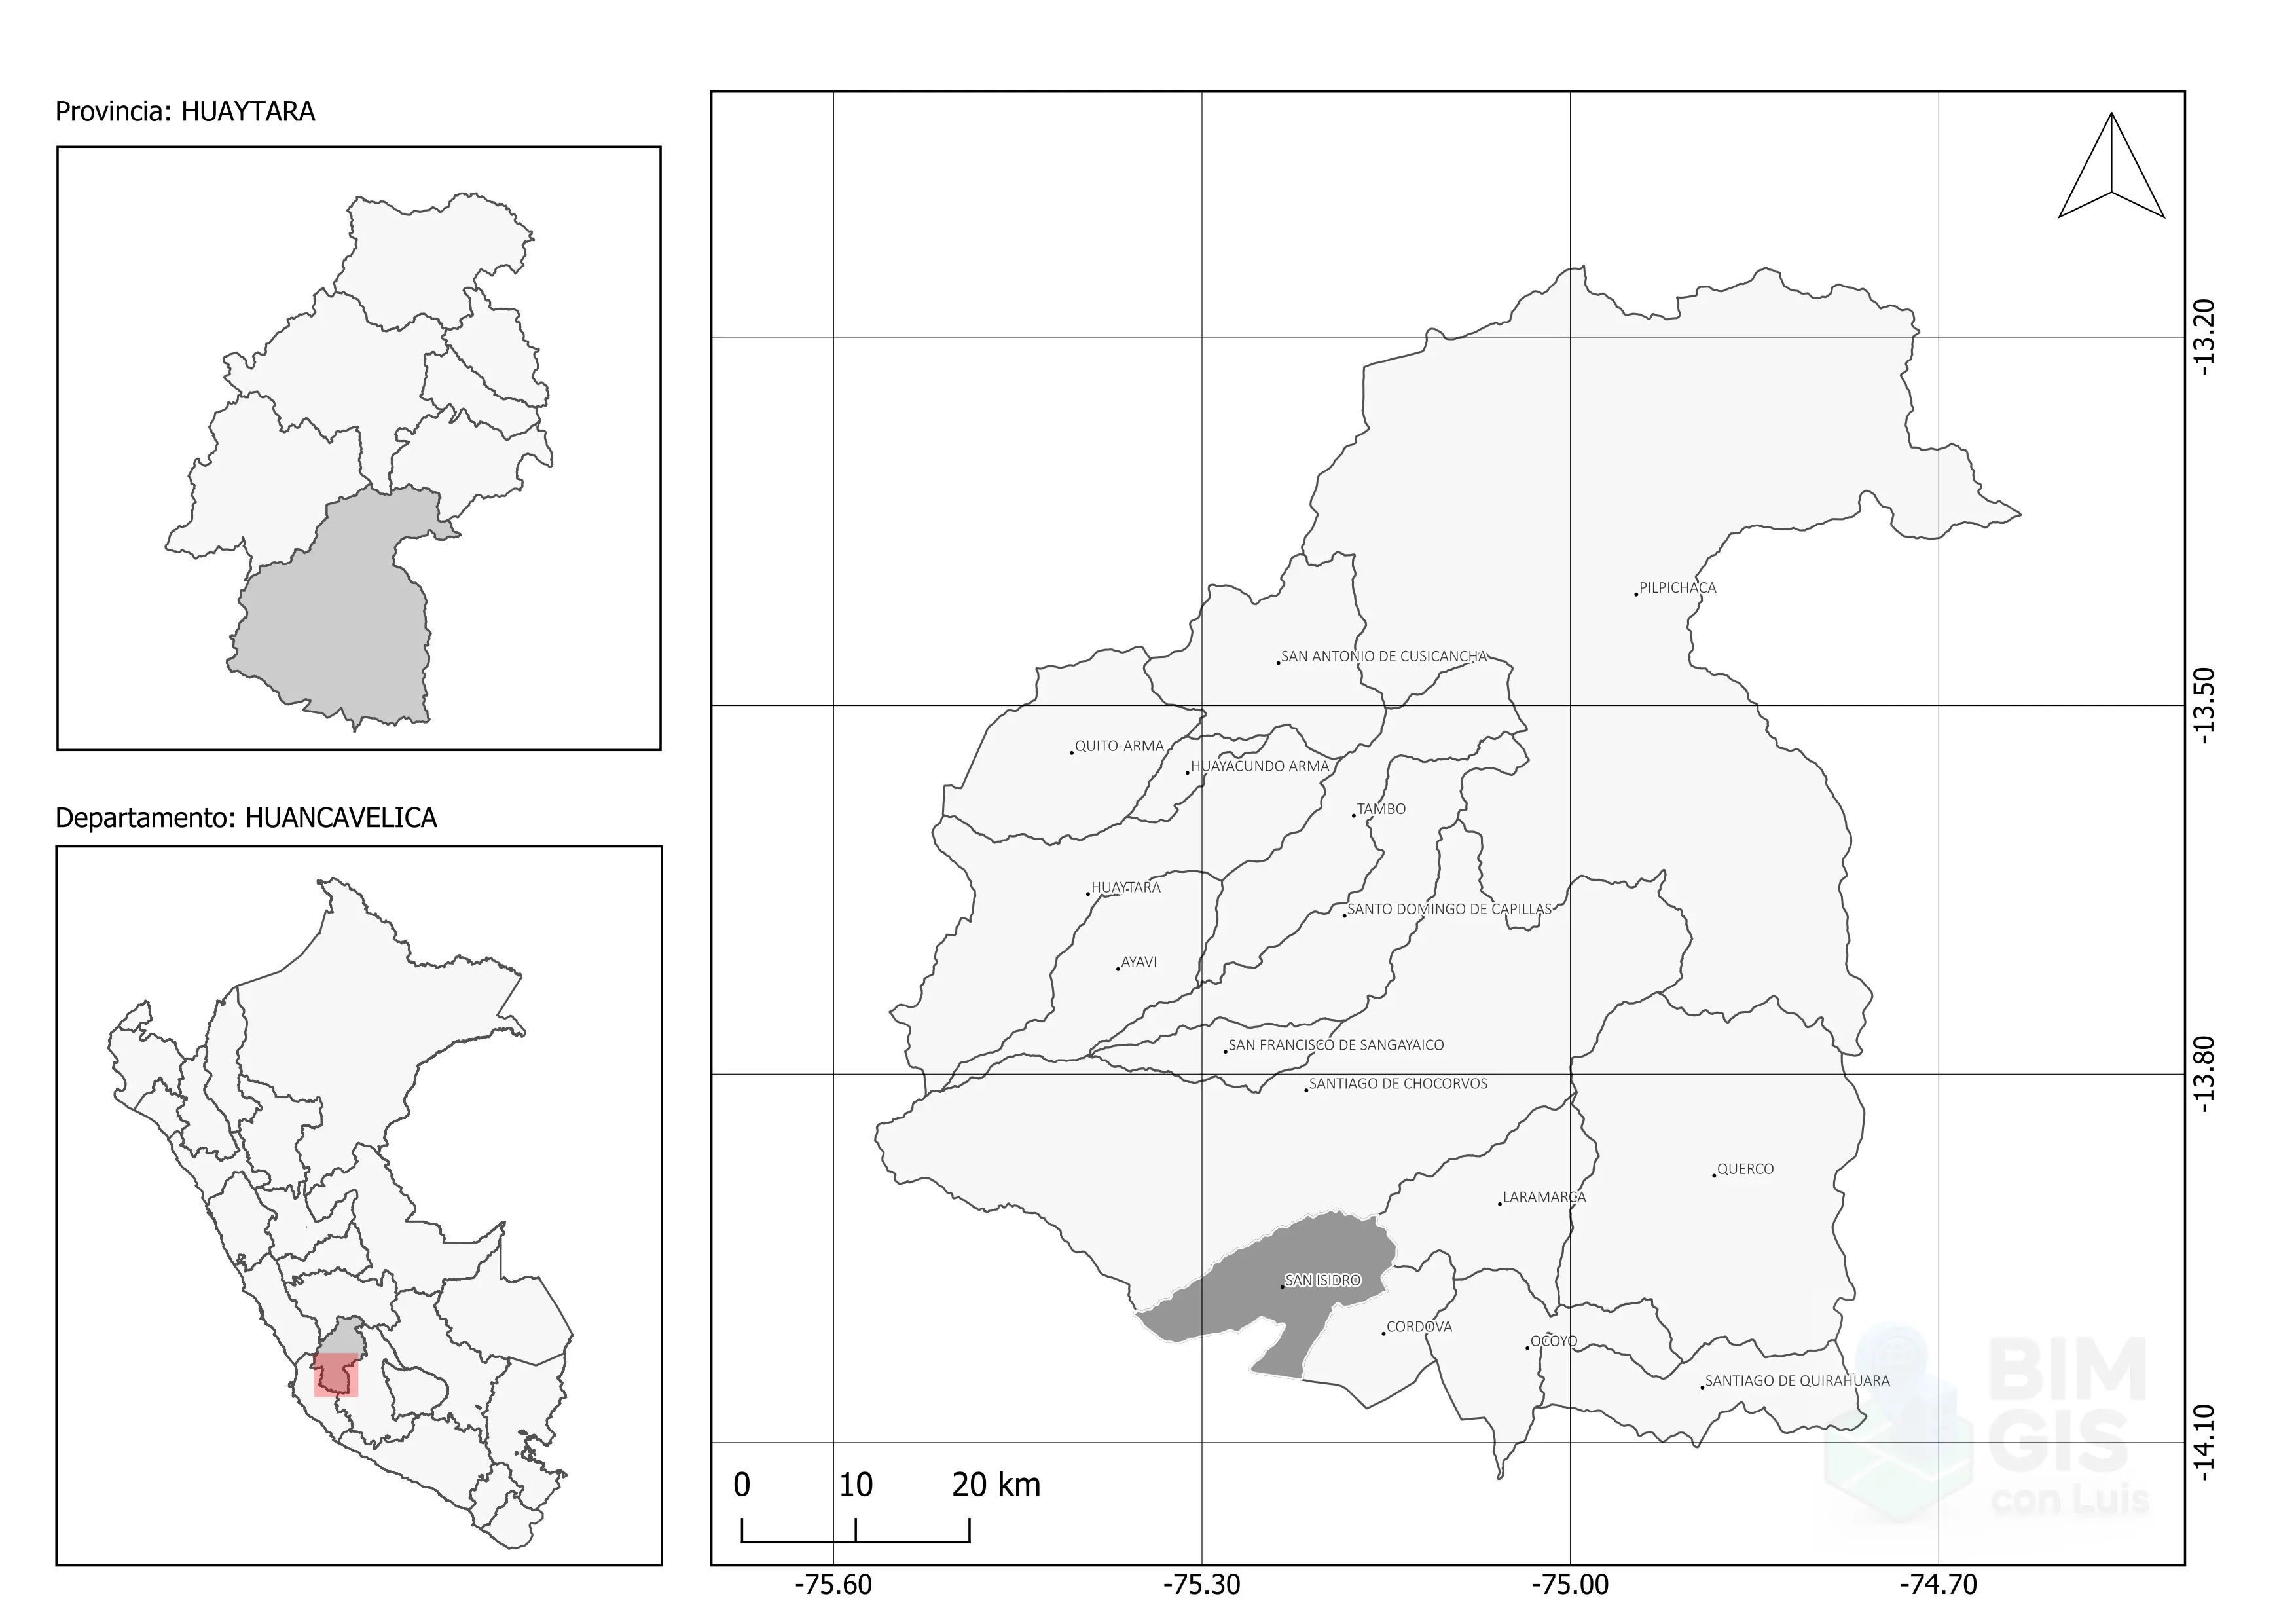 Provincia: HUAYTARA
Departamento: HUANCAVELICA
PILPICHACA
SAN ANTONIO DE CUSICANCHA
QUITO-ARMA
HUAYACUNDO ARMA
TAMBO
HUAYTARA
SANTO DOMINGO DE CAPILLAS
AYAVI
SAN FRANCISCO DE SANGAYAICO
SANTIAGO DE CHOCORVOS
QUERCO
LARAMARCA
SAN ISIDRO
CORDOVA
OCOYO
SANTIAGO DE QUIRAHUARA
-13.20
-13.50
-13.80
-14.10
0 10 20 km
-75.60 -75.30 -75.00 -74.70
BIM
GIS
con Luis